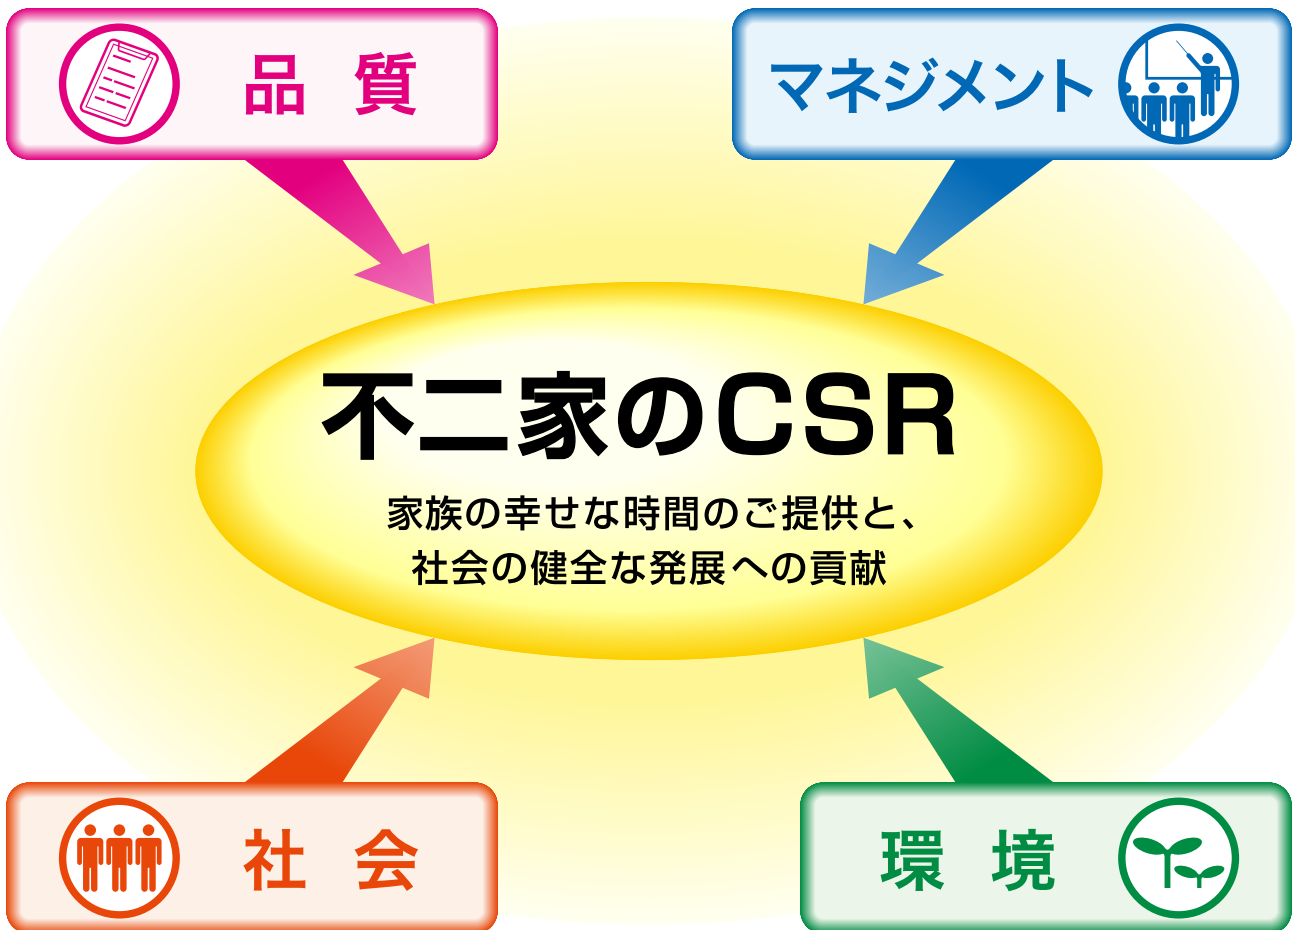 品質
マネジメント
不二家のCSR
家族の幸せな時間のご提供と、
社会の健全な発展への貢献
社会
環境